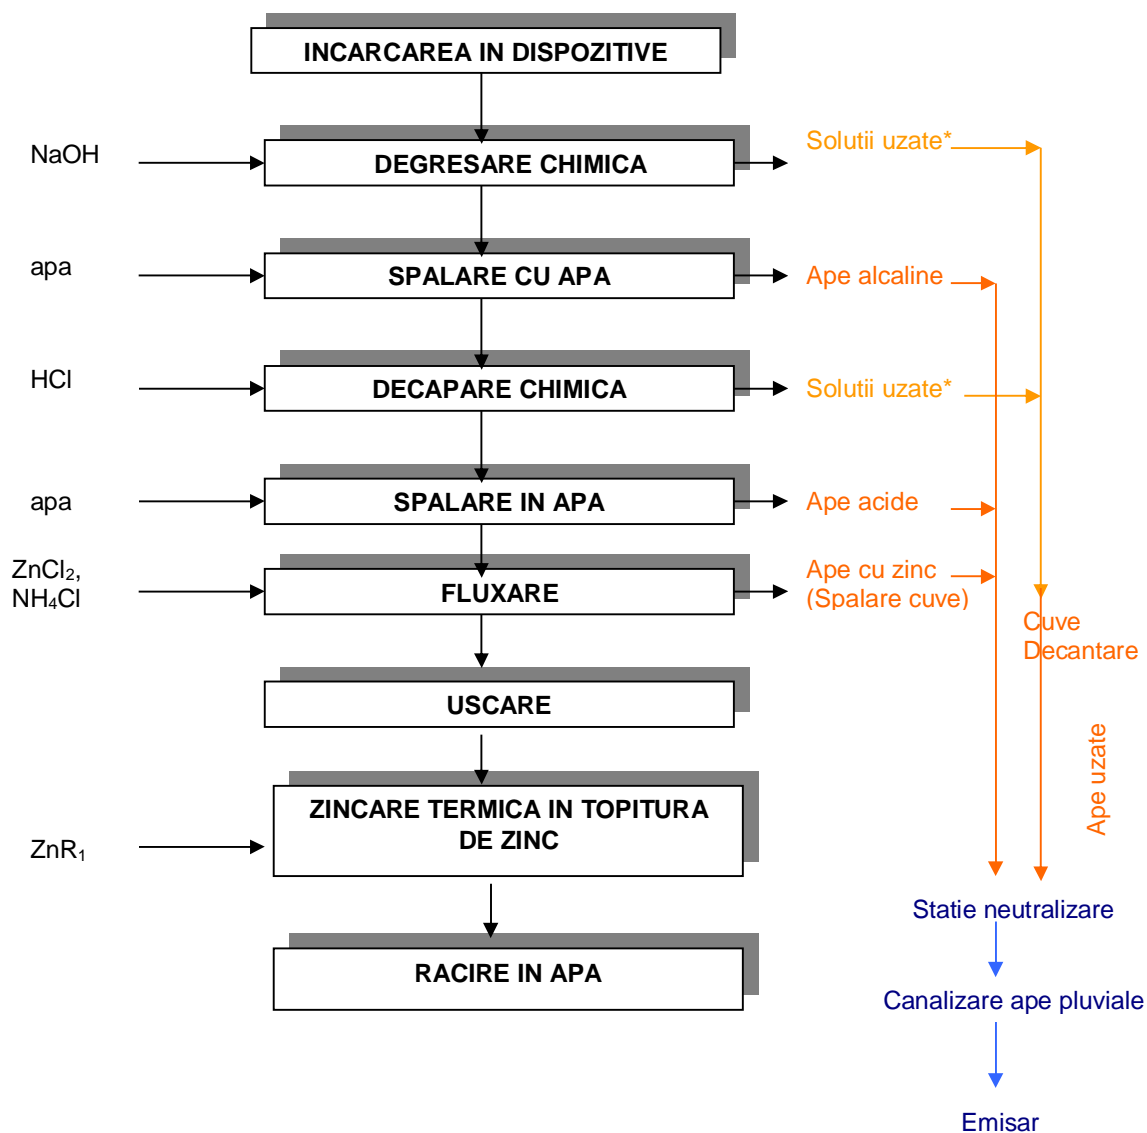 INCARCAREA IN DISPOZITIVE
NaOH
DEGRESARE CHIMICA
Solutii uzate*
apa
SPALARE CU APA
Ape alcaline
HCl
DECAPARE CHIMICA
Solutii uzate*
apa
SPALARE IN APA
Ape acide
ZnCl₂,
NH₄Cl
FLUXARE
Ape cu zinc
(Spalare cuve)
Cuve
Decantare
USCARE
Ape uzate
ZINCARE TERMICA IN TOPITURA
DE ZINC
ZnR₁
Statie neutralizare
RACIRE IN APA
Canalizare ape pluviale
Emisar